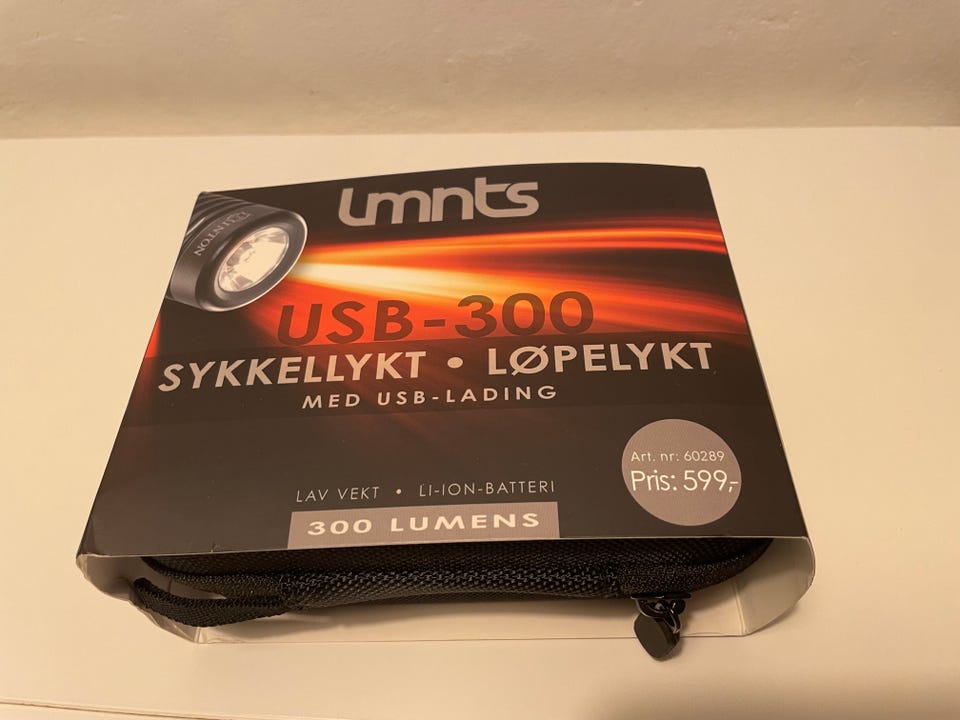 lmnts
LINTON
USB-300
SYKKELLYKT • LØPELYKT
MED USB-LADING
Art. nr: 60289
Pris: 599,-
LAV VEKT • LI-ION-BATTERI
300 LUMENS